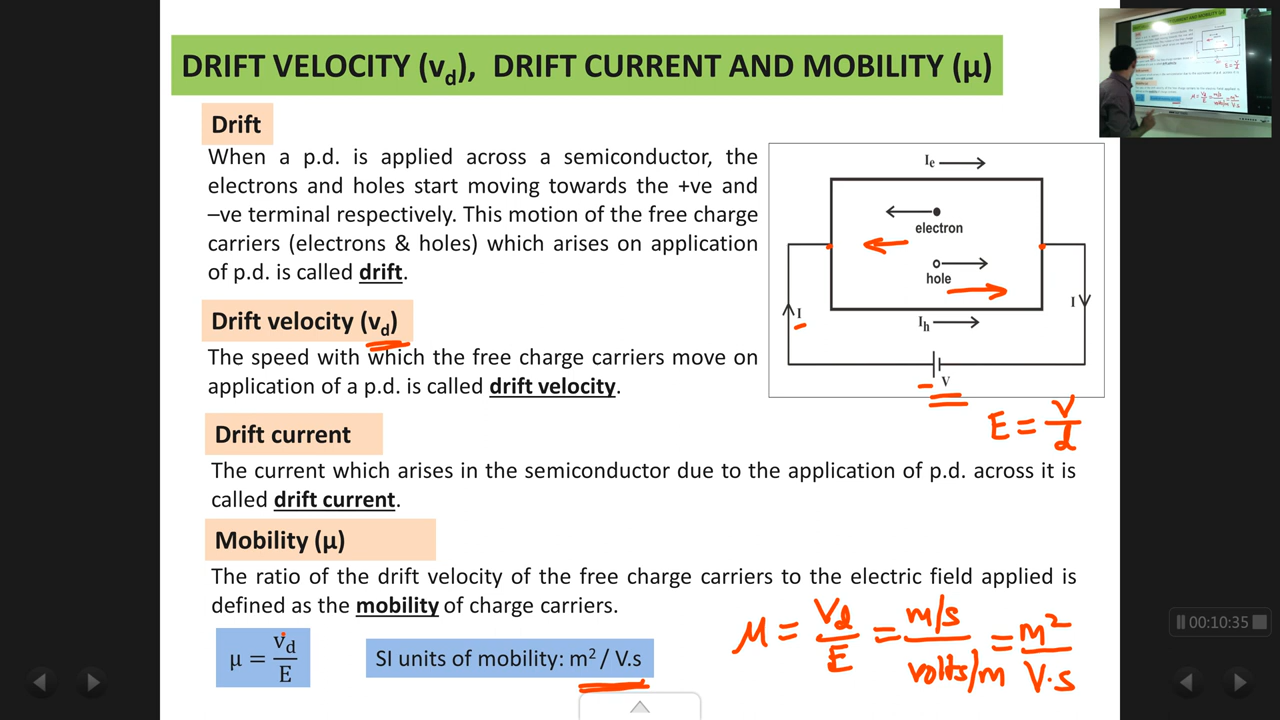 DRIFT VELOCITY (vd), DRIFT CURRENT AND MOBILITY (μ)
Drift
When a p.d. is applied across a semiconductor, the
electrons and holes start moving towards the +ve and
–ve terminal respectively. This motion of the free charge
carriers (electrons & holes) which arises on application
of p.d. is called drift.
Drift velocity (vd)
The speed with which the free charge carriers move on
application of a p.d. is called drift velocity.
Ie
electron
hole
I
I
Ih
V
E = V/d
Drift current
The current which arises in the semiconductor due to the application of p.d. across it is
called drift current.
Mobility (μ)
The ratio of the drift velocity of the free charge carriers to the electric field applied is
defined as the mobility of charge carriers.
μ = vd/E
SI units of mobility: m² / V.s
μ = Vd/E = m/s / volts/m = m²/V.s
00:10:35